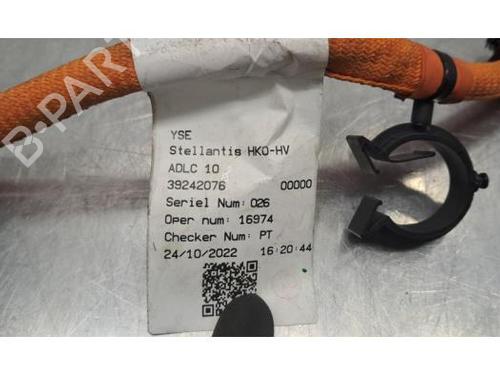 B-PARTS
YSE
Stellantis HKO-HV
ADLC 10
39242076 00000
Seriel Num: 026
Oper num: 16974
Checker Num: PT
24/10/2022 16:20:44